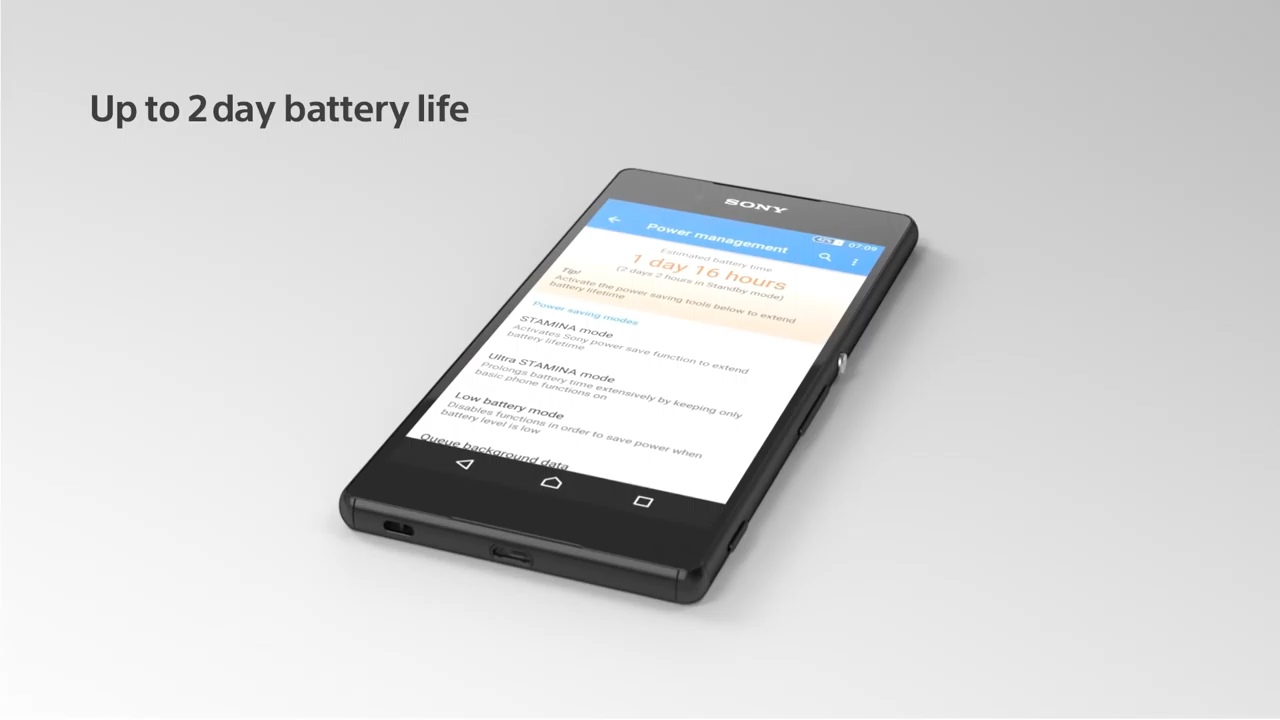 Up to 2 day battery life
SONY
07:09
Power management
Estimated battery time
1 day 16 hours
(2 days 2 hours in Standby mode)
Tip!
Activate the power saving tools below to extend
battery lifetime
Power saving modes
STAMINA mode
Activates Sony power save function to extend
battery lifetime
Ultra STAMINA mode
Prolongs battery time extensively by keeping only
basic phone functions on
Low battery mode
Disables functions in order to save power when
battery level is low
Queue background data